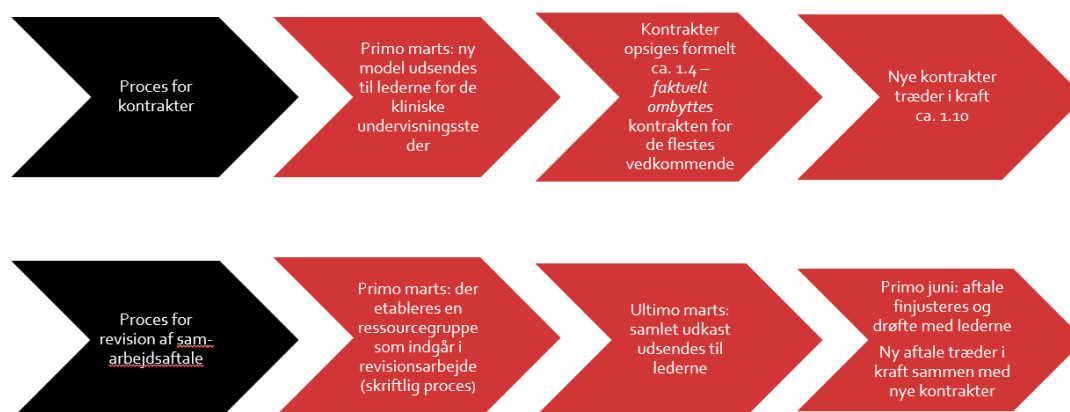 Proces for
kontrakter
Primo marts: ny
model udsendes
til lederne for de
kliniske
undervisningsste
der
Kontrakter
opsiges formelt
ca. 1.4 –
faktuelt
ombyttes
kontrakten for
de flestes
vedkommende
Nye kontrakter
træder i kraft
ca. 1.10
Proces for
revision af sam-
arbejdsaftale
Primo marts: der
etableres en
ressourcegruppe
som indgår i
revisionsarbejde
(skriftlig proces)
Ultimo marts:
samlet udkast
udsendes til
lederne
Primo juni: aftale
finjusteres og
drøfte med lederne
Ny aftale træder i
kraft sammen med
nye kontrakter